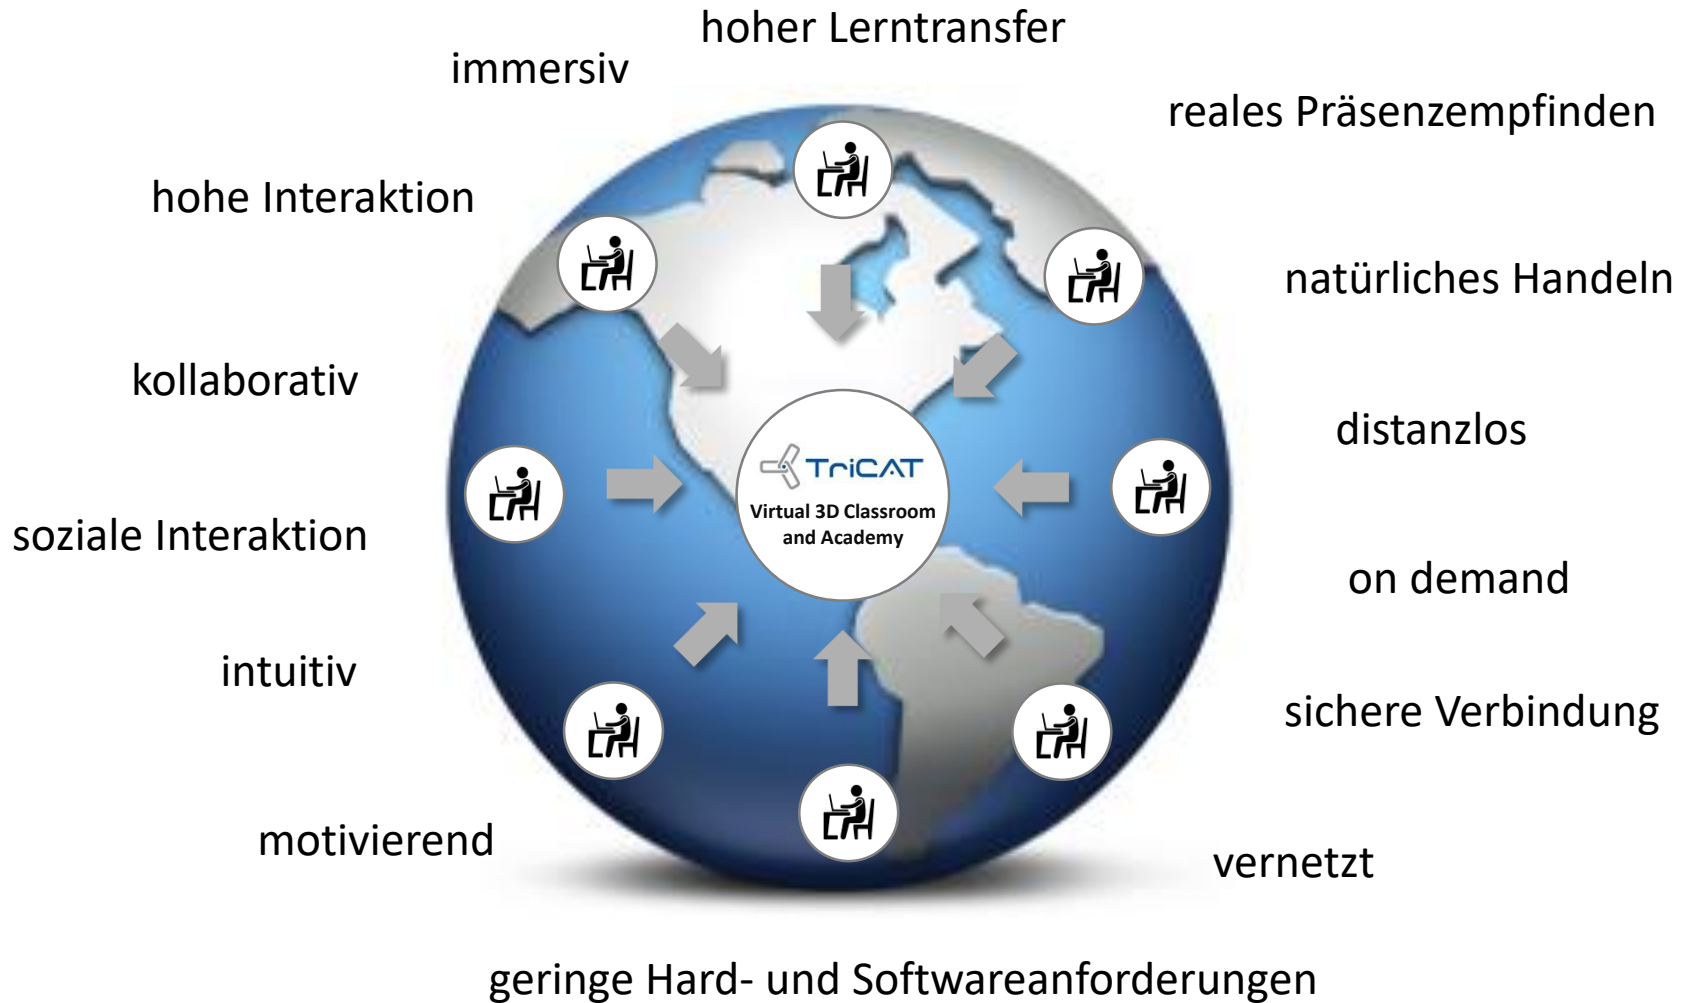 hoher Lerntransfer
immersiv
reales Präsenzempfinden
hohe Interaktion
natürliches Handeln
kollaborativ
distanzlos
TriCAT
Virtual 3D Classroom
and Academy
soziale Interaktion
on demand
intuitiv
sichere Verbindung
motivierend
vernetzt
geringe Hard- und Softwareanforderungen